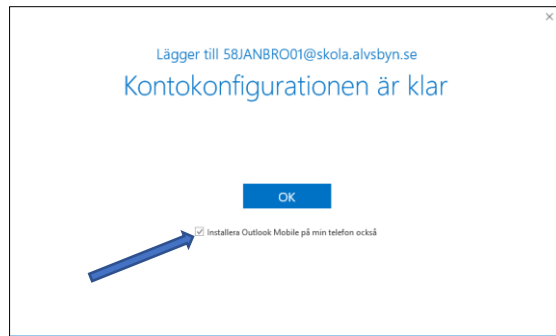 Lägger till 58JANBRO01@skola.alvsbyn.se
Kontokonfigurationen är klar
OK
Installera Outlook Mobile på min telefon också